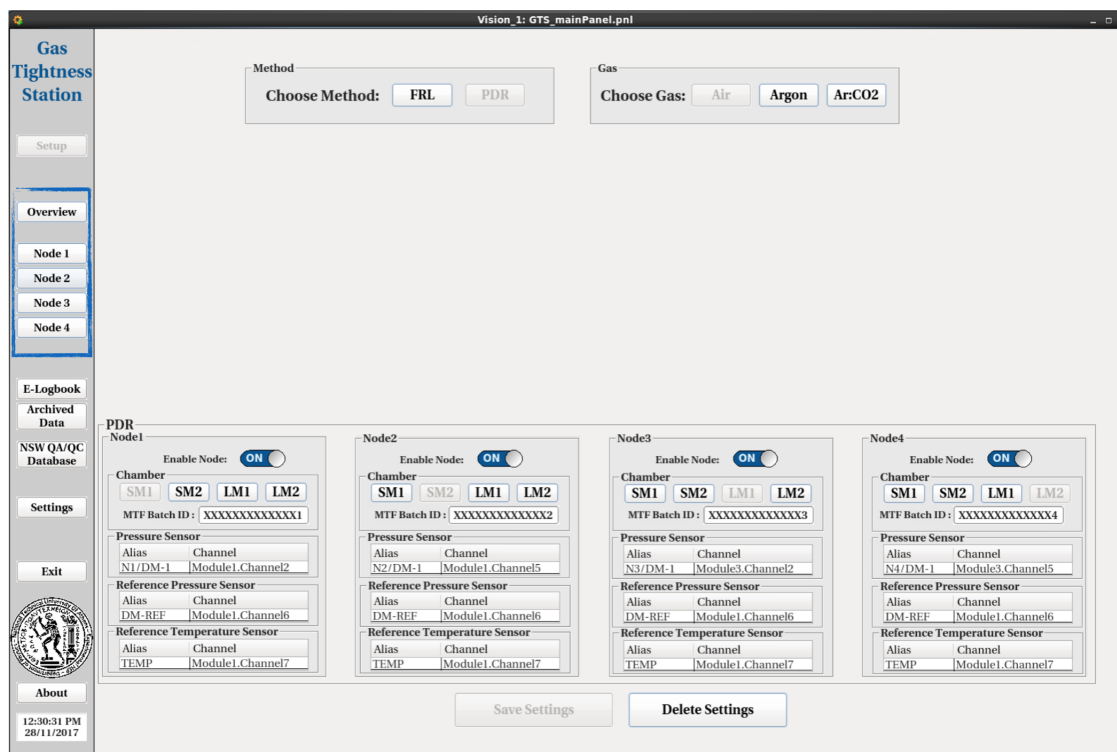 Vision_1: GTS_mainPanel.pnl
Gas
Tightness
Station
Setup
Overview
Node 1
Node 2
Node 3
Node 4
E-Logbook
Archived
Data
NSW QA/QC
Database
Settings
Exit
About
12:30:31 PM
28/11/2017
Method
Choose Method: FRL PDR
Gas
Choose Gas: Air Argon Ar:CO2
PDR
Node1
Enable Node: ON
Chamber
SM1 SM2 LM1 LM2
MTF Batch ID : XXXXXXXXXXXXX1
Pressure Sensor
Alias Channel
N1/DM-1 Module1.Channel2
Reference Pressure Sensor
Alias Channel
DM-REF Module1.Channel6
Reference Temperature Sensor
Alias Channel
TEMP Module1.Channel7
Node2
Enable Node: ON
Chamber
SM1 SM2 LM1 LM2
MTF Batch ID : XXXXXXXXXXXXX2
Pressure Sensor
Alias Channel
N2/DM-1 Module1.Channel5
Reference Pressure Sensor
Alias Channel
DM-REF Module1.Channel6
Reference Temperature Sensor
Alias Channel
TEMP Module1.Channel7
Node3
Enable Node: ON
Chamber
SM1 SM2 LM1 LM2
MTF Batch ID : XXXXXXXXXXXXX3
Pressure Sensor
Alias Channel
N3/DM-1 Module3.Channel2
Reference Pressure Sensor
Alias Channel
DM-REF Module1.Channel6
Reference Temperature Sensor
Alias Channel
TEMP Module1.Channel7
Node4
Enable Node: ON
Chamber
SM1 SM2 LM1 LM2
MTF Batch ID : XXXXXXXXXXXXX4
Pressure Sensor
Alias Channel
N4/DM-1 Module3.Channel5
Reference Pressure Sensor
Alias Channel
DM-REF Module1.Channel6
Reference Temperature Sensor
Alias Channel
TEMP Module1.Channel7
Save Settings Delete Settings